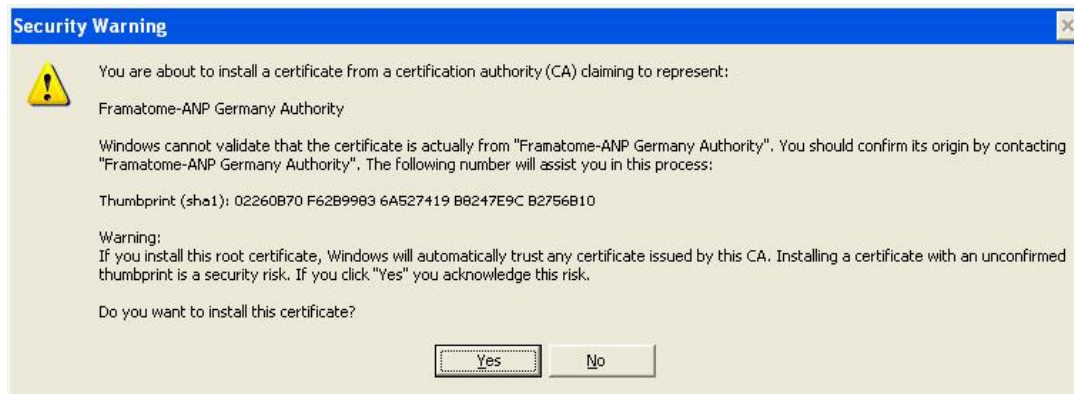 Security Warning
You are about to install a certificate from a certification authority (CA) claiming to represent:
Framatome-ANP Germany Authority
Windows cannot validate that the certificate is actually from "Framatome-ANP Germany Authority". You should confirm its origin by contacting
"Framatome-ANP Germany Authority". The following number will assist you in this process:
Thumbprint (sha1): 02260B70 F62B9983 6A527419 B8247E9C B2756B10
Warning:
If you install this root certificate, Windows will automatically trust any certificate issued by this CA. Installing a certificate with an unconfirmed
thumbprint is a security risk. If you click "Yes" you acknowledge this risk.
Do you want to install this certificate?
Yes
No